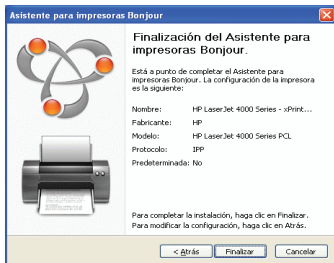 Asistente para impresoras Bonjour
Finalización del Asistente para
impresoras Bonjour.
Está a punto de completar el Asistente para
impresoras Bonjour. La configuración de la impresora
es la siguiente:
Nombre: HP LaserJet 4000 Series - xPrint...
Fabricante: HP
Modelo: HP LaserJet 4000 Series PCL
Protocolo: IPP
Predeterminada: No
Para completar la instalación, haga clic en Finalizar.
Para modificar la configuración, haga clic en Atrás.
< Atrás Finalizar Cancelar